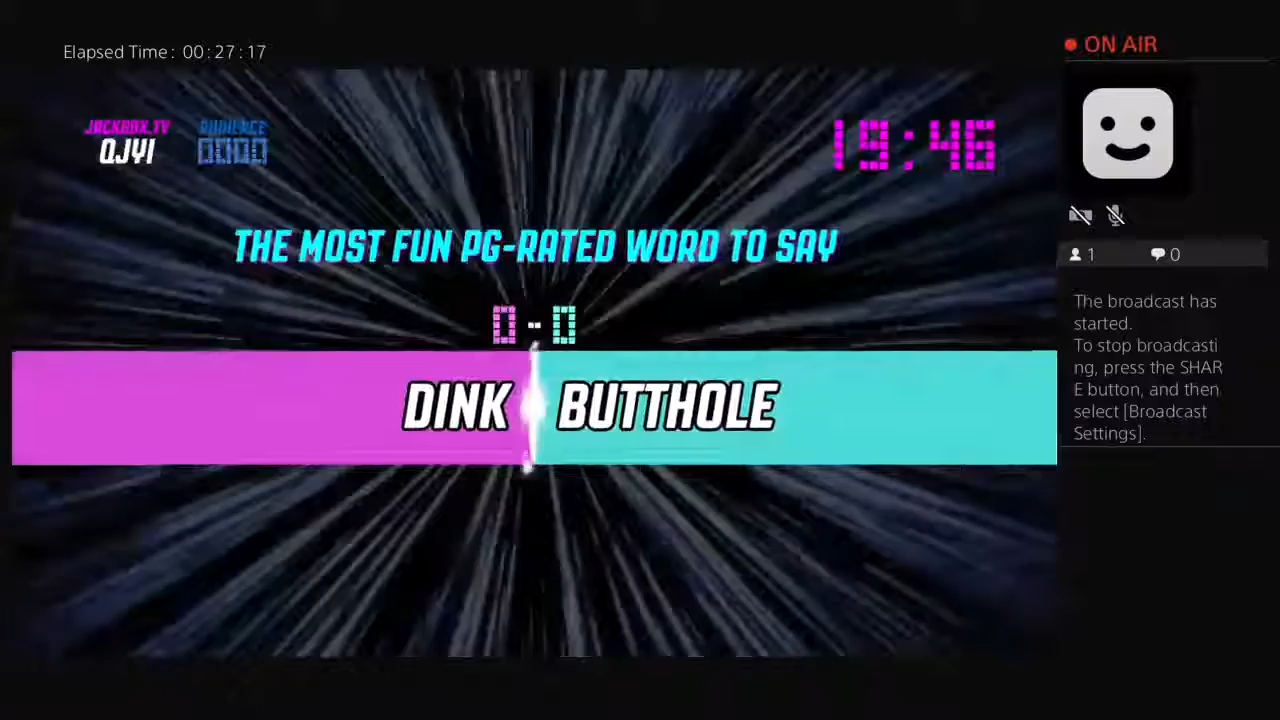 Elapsed Time: 00:27:17
ON AIR
JACKBOX.TV
QJYI
AUDIENCE
0000
19:46
THE MOST FUN PG-RATED WORD TO SAY
0-0
DINK
BUTTHOLE
1
0
The broadcast has
started.
To stop broadcasti
ng, press the SHAR
E button, and then
select [Broadcast
Settings].